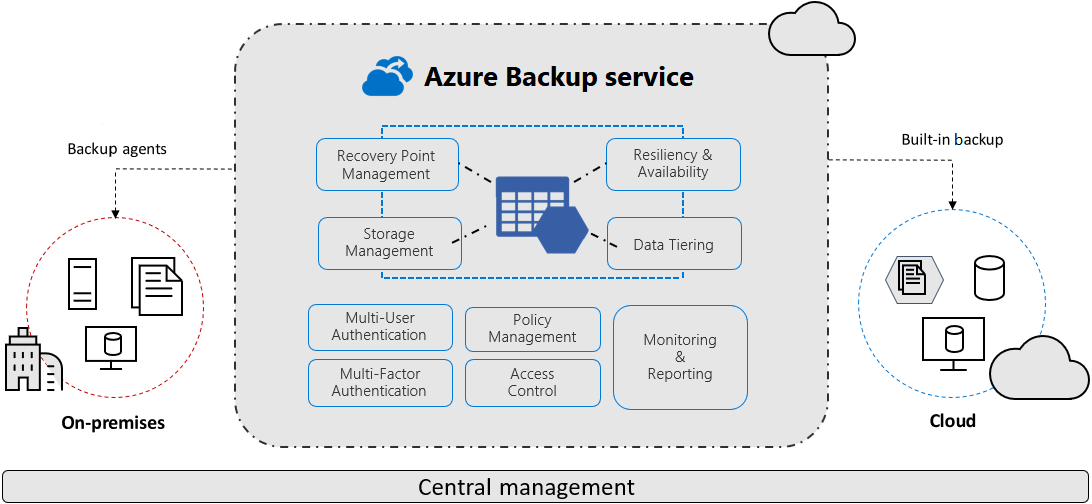 Azure Backup service
Backup agents
Built-in backup
Recovery Point
Management
Resiliency &
Availability
Storage
Management
Data Tiering
Multi-User
Authentication
Policy
Management
Monitoring
&
Reporting
Multi-Factor
Authentication
Access
Control
On-premises
Cloud
Central management